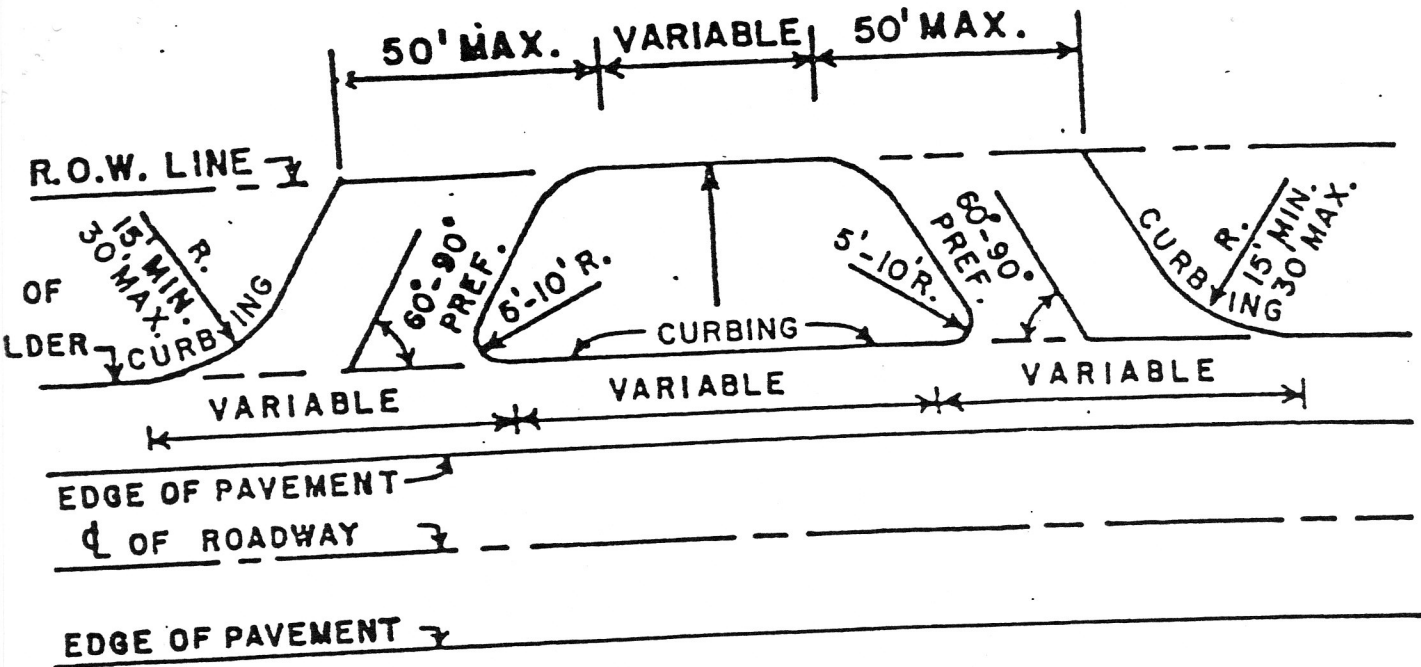 50' MAX. VARIABLE 50' MAX.
R.O.W. LINE
R.
15' MIN.
30' MAX.
CURBING
60°-90°
PREF.
5'-10' R.
5'-10' R.
60°-90°
PREF.
CURBING
R.
15' MIN.
30' MAX.
OF
LDER
CURBING
VARIABLE
VARIABLE
VARIABLE
EDGE OF PAVEMENT
℄ OF ROADWAY
EDGE OF PAVEMENT